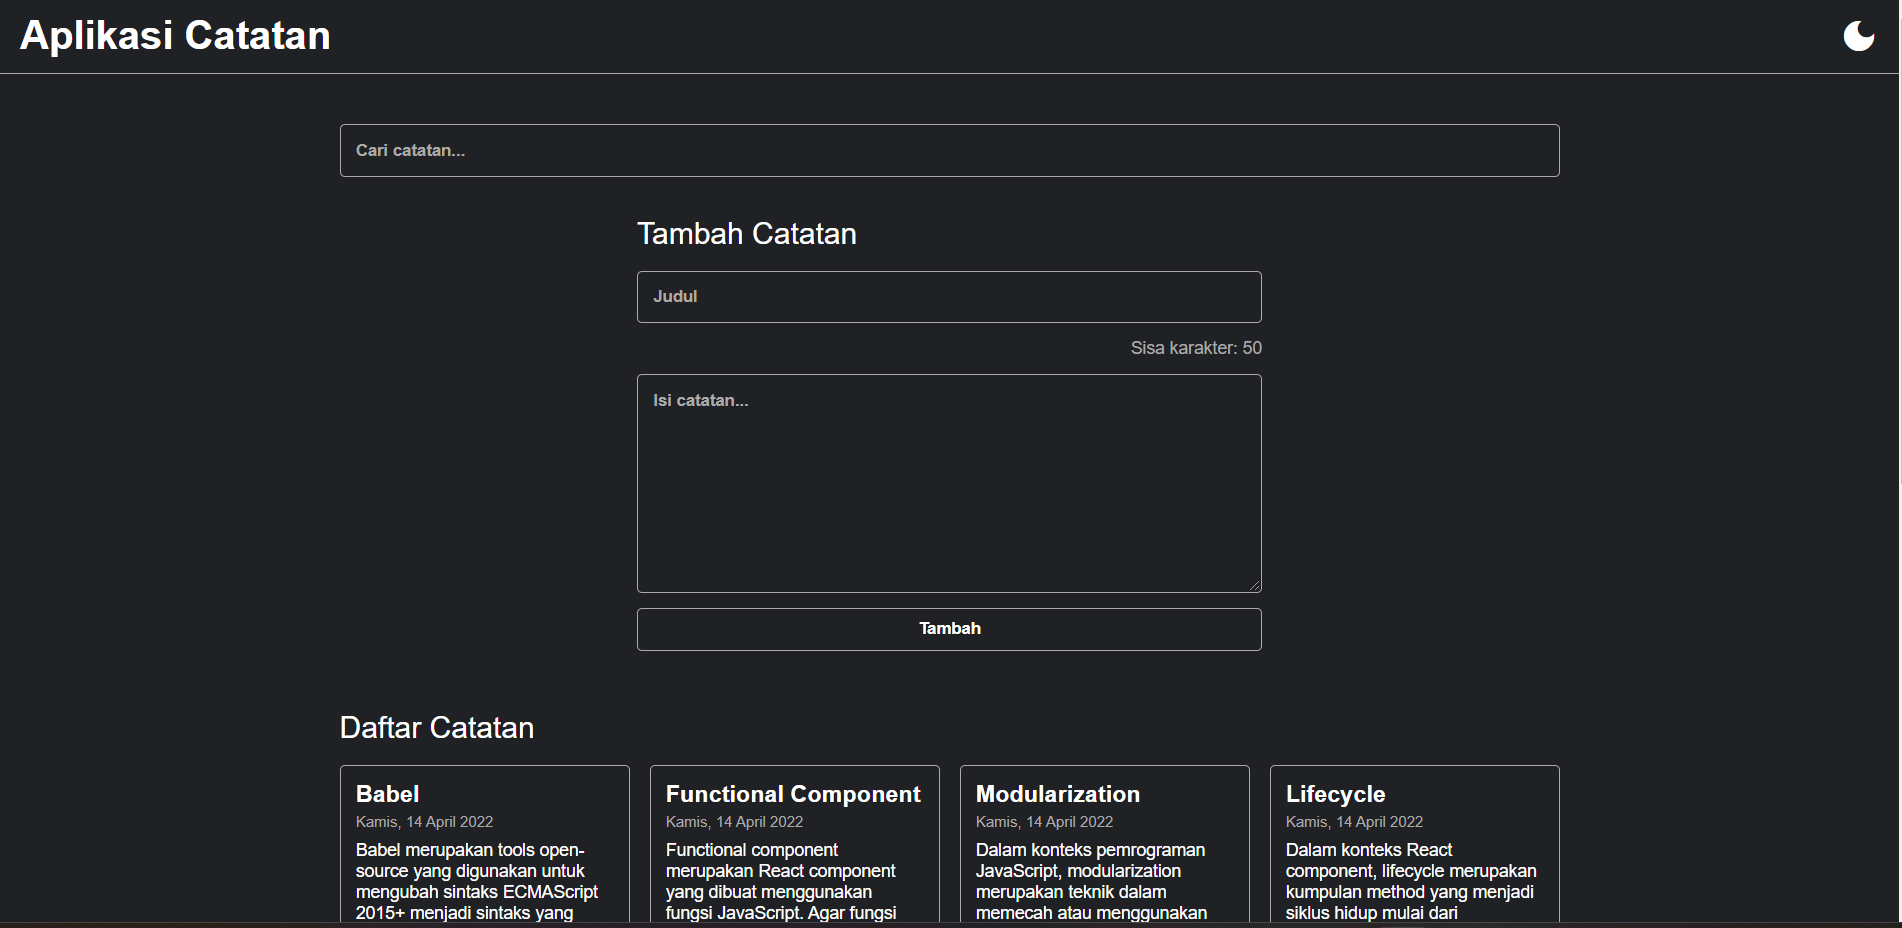 Aplikasi Catatan
Cari catatan...
Tambah Catatan
Judul
Sisa karakter: 50
Isi catatan...
Tambah
Daftar Catatan
Babel
Kamis, 14 April 2022
Babel merupakan tools open-
source yang digunakan untuk
mengubah sintaks ECMAScript
2015+ menjadi sintaks yang
Functional Component
Kamis, 14 April 2022
Functional component
merupakan React component
yang dibuat menggunakan
fungsi JavaScript. Agar fungsi
Modularization
Kamis, 14 April 2022
Dalam konteks pemrograman
JavaScript, modularization
merupakan teknik dalam
memecah atau menggunakan
Lifecycle
Kamis, 14 April 2022
Dalam konteks React
component, lifecycle merupakan
kumpulan method yang menjadi
siklus hidup mulai dari